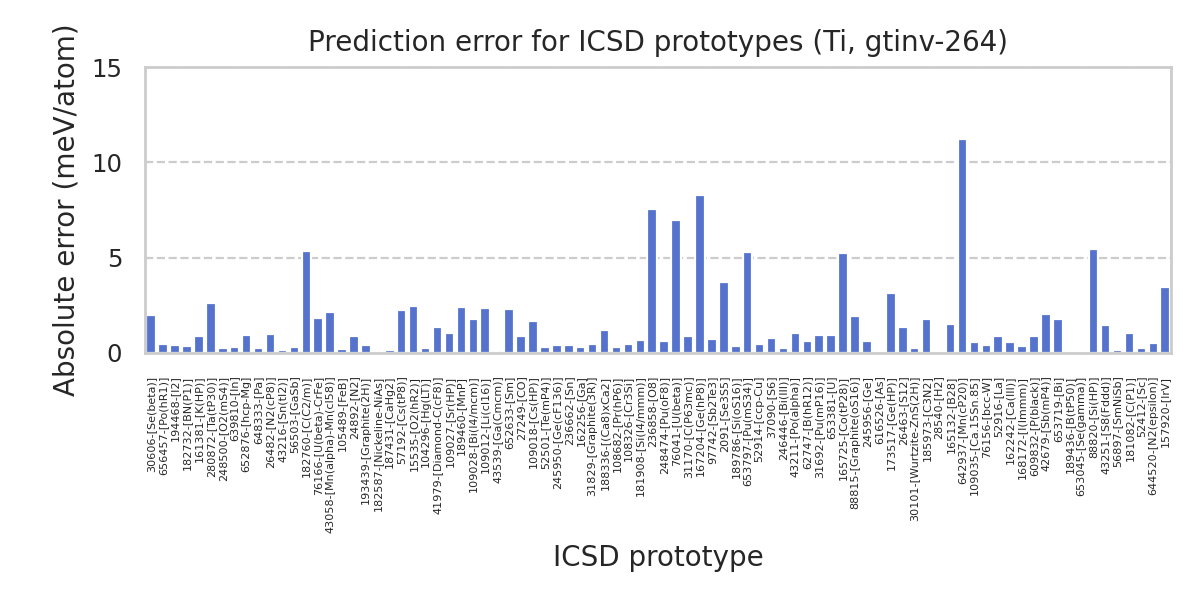 Prediction error for ICSD prototypes (Ti, gtinv-264)
Absolute error (meV/atom)
15
10
5
0
30606-[Se(beta)]
656457-[Po(hR1)]
194468-[I2]
182732-[BN(P1)]
161381-[K(HP)]
280872-[P(tP30)]
248500-[O2(mS4)]
639810-[In]
652876-[hcp-Mg]
648333-[Pa]
26482-[N2(cP8)]
43216-[Sn(tI2)]
5603-[GaSb]
182760-[C(C2/m)]
76166-[U(beta)-CrFe]
43058-[Mn(alpha)-Mn(cI58)]
105489-[FeB]
24892-[N2]
193439-[Graphite(2H)]
182587-[Nickeline-NiAs]
187431-[CaHg2]
57192-[Cs(tP8)]
15535-[O2(hR2)]
104296-[Hg(LT)]
41979-[Diamond-C(cF8)]
109027-[Sr(HP)]
189460-[MnP]
109028-[Bi(I4/mcm)]
109012-[Li(cI16)]
43539-[Ga(Cmcm)]
652633-[Sm]
27249-[CO]
109018-[Cs(HP)]
52501-[Te(mP4)]
245950-[Ge(cF136)]
236662-[Sn]
162256-[Ga]
31829-[Graphite(3R)]
188336-[(Ca8)xCa2]
108682-[Pr(hP6)]
108326-[Cr3Si]
181908-[Si(I4/mmm)]
236858-[O8]
248474-[Pu(oF8)]
76041-[U(beta)]
31170-[C(P63mc)]
167204-[Ge(hP8)]
97742-[Sb2Te3]
2091-[Se3S5]
189786-[Si(oS16)]
653797-[Pu(mS34)]
52914-[ccp-Cu]
37090-[S6]
246446-[Bi(III)]
43211-[Po(alpha)]
62747-[B(hR12)]
31692-[Pu(mP16)]
653381-[U]
165725-[Co(tP28)]
88815-[Graphite(oS16)]
245956-[Ge]
616526-[As]
173517-[Ge(HP)]
26463-[S12]
30101-[Wurtzite-ZnS(2H)]
185973-[C3N2]
28540-[H2]
165132-[B28]
642937-[Mn(cP20)]
109035-[Ca.15Sn.85]
76156-[bcc-W]
52916-[La]
162242-[Ca(III)]
168172-[I(Immm)]
609832-[P(black)]
42679-[Sb(mP4)]
653719-[Bi]
189436-[B(tP50)]
653045-[Se(gamma)]
88820-[Si(HP)]
43251-[S8(Fddd)]
181082-[C(P1)]
56897-[SmNiSb]
52412-[Sc]
644520-[N2(epsilon)]
157920-[IrV]
ICSD prototype